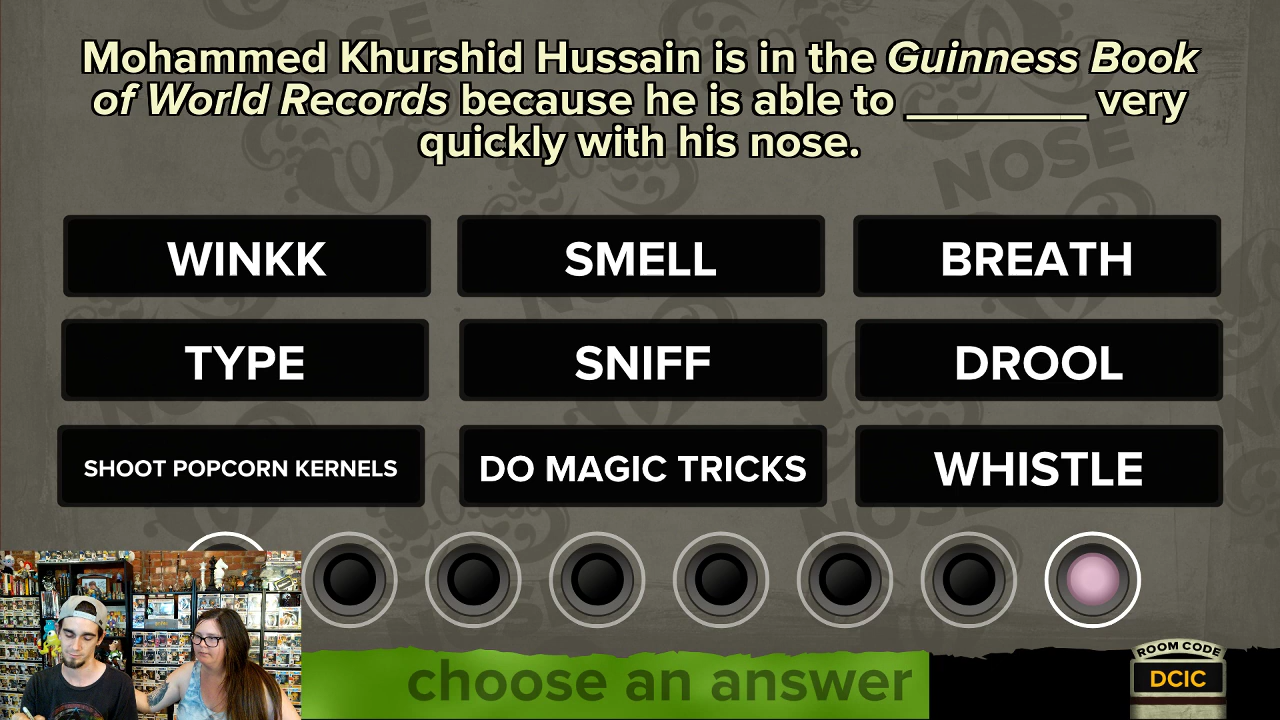 Mohammed Khurshid Hussain is in the Guinness Book
of World Records because he is able to ________ very
quickly with his nose.
WINKK
SMELL
BREATH
TYPE
SNIFF
DROOL
SHOOT POPCORN KERNELS
DO MAGIC TRICKS
WHISTLE
choose an answer
ROOM CODE
DCIC
NOSE